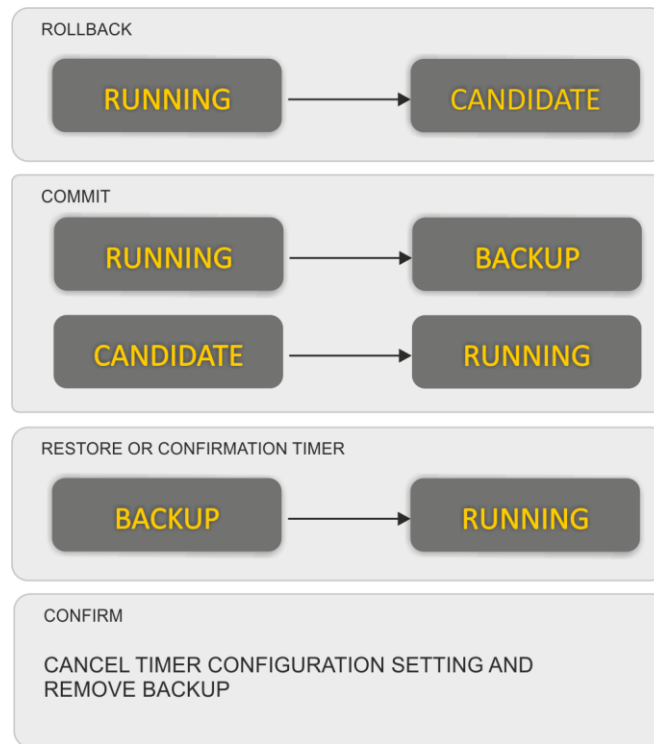 ROLLBACK
RUNNING CANDIDATE
COMMIT
RUNNING BACKUP
CANDIDATE RUNNING
RESTORE OR CONFIRMATION TIMER
BACKUP RUNNING
CONFIRM
CANCEL TIMER CONFIGURATION SETTING AND
REMOVE BACKUP